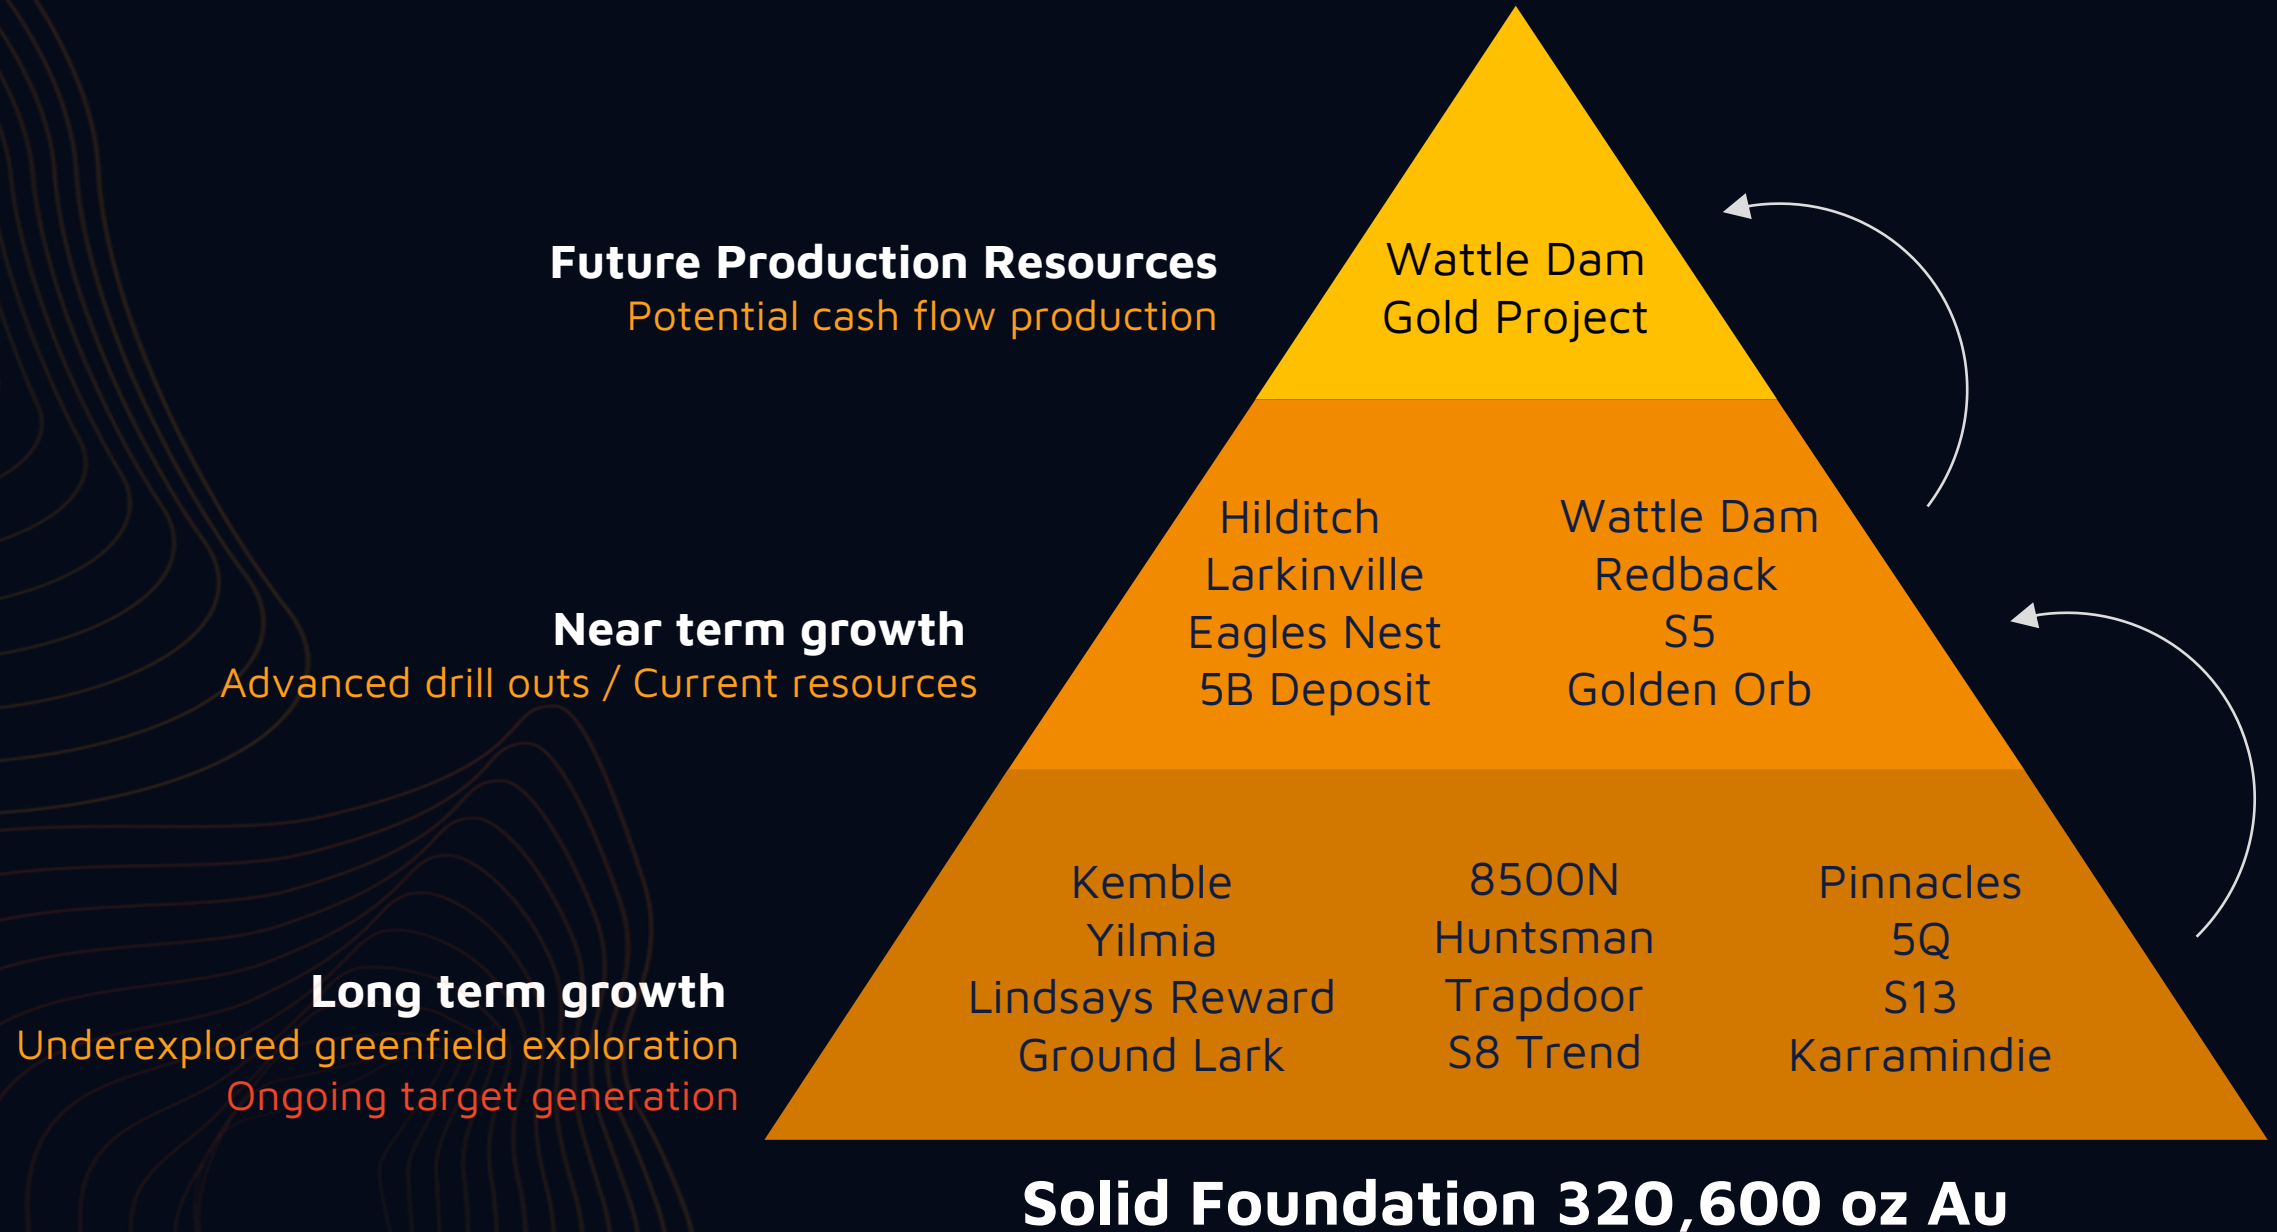 Future Production Resources
Potential cash flow production
Wattle Dam
Gold Project
Near term growth
Advanced drill outs / Current resources
Hilditch
Larkinville
Eagles Nest
5B Deposit
Wattle Dam
Redback
S5
Golden Orb
Long term growth
Underexplored greenfield exploration
Ongoing target generation
Kemble
Yilmia
Lindsays Reward
Ground Lark
8500N
Huntsman
Trapdoor
S8 Trend
Pinnacles
5Q
S13
Karramindie
Solid Foundation 320,600 oz Au